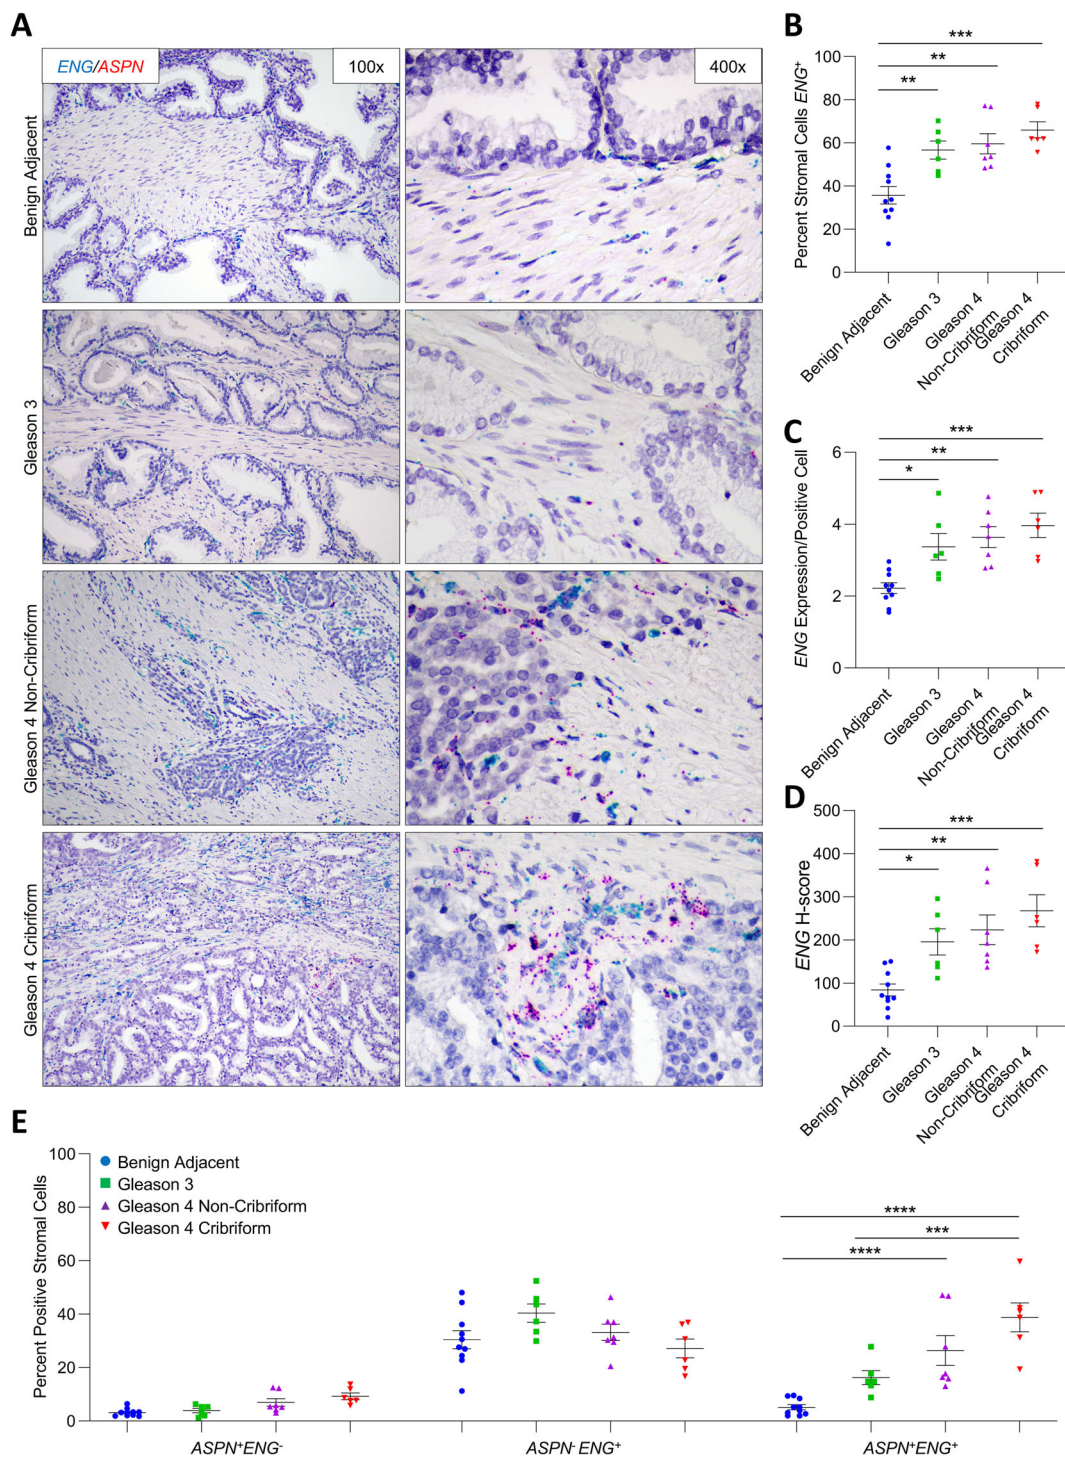 A
ENG/ASPN
100x
400x
Benign Adjacent
Gleason 3
Gleason 4 Non-Cribriform
Gleason 4 Cribriform
B
Percent Stromal Cells ENG⁺
100
80
60
40
20
0
**
**
***
Benign Adjacent
Gleason 3
Gleason 4
Non-Cribriform
Gleason 4
Cribriform
C
ENG Expression/Positive Cell
6
4
2
0
***
**
*
Benign Adjacent
Gleason 3
Gleason 4
Non-Cribriform
Gleason 4
Cribriform
D
ENG H-score
500
400
300
200
100
0
***
**
*
Benign Adjacent
Gleason 3
Gleason 4
Non-Cribriform
Gleason 4
Cribriform
E
Percent Positive Stromal Cells
100
80
60
40
20
0
Benign Adjacent
Gleason 3
Gleason 4 Non-Cribriform
Gleason 4 Cribriform
****
***
****
ASPN⁺ENG⁻
ASPN⁻ENG⁺
ASPN⁺ENG⁺